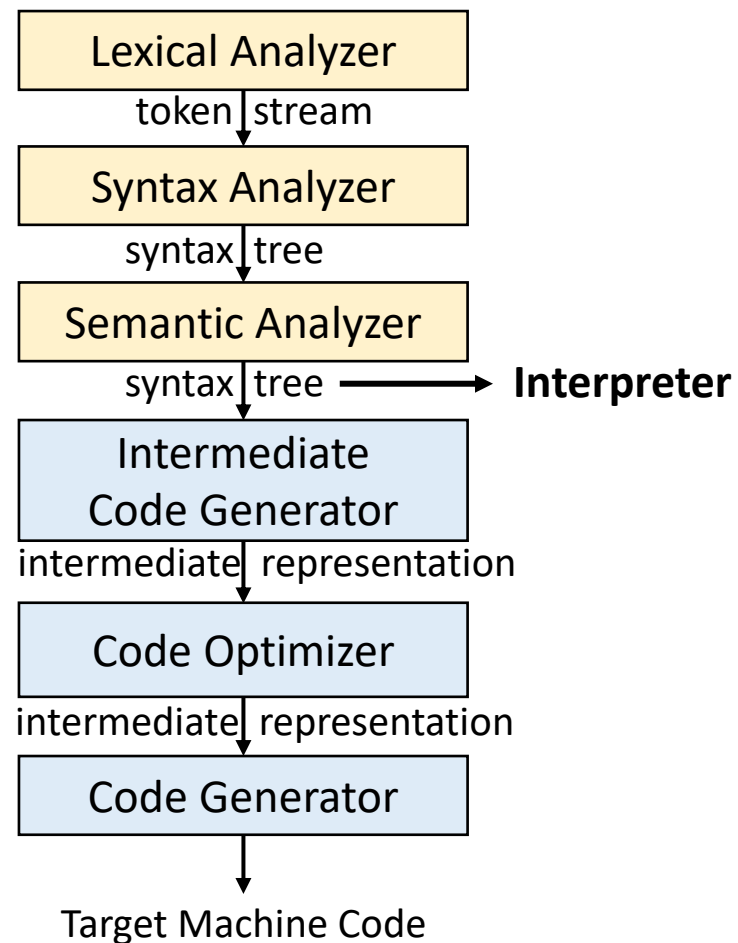 Lexical Analyzer
token stream
Syntax Analyzer
syntax tree
Semantic Analyzer
syntax tree Interpreter
Intermediate
Code Generator
intermediate representation
Code Optimizer
intermediate representation
Code Generator
Target Machine Code